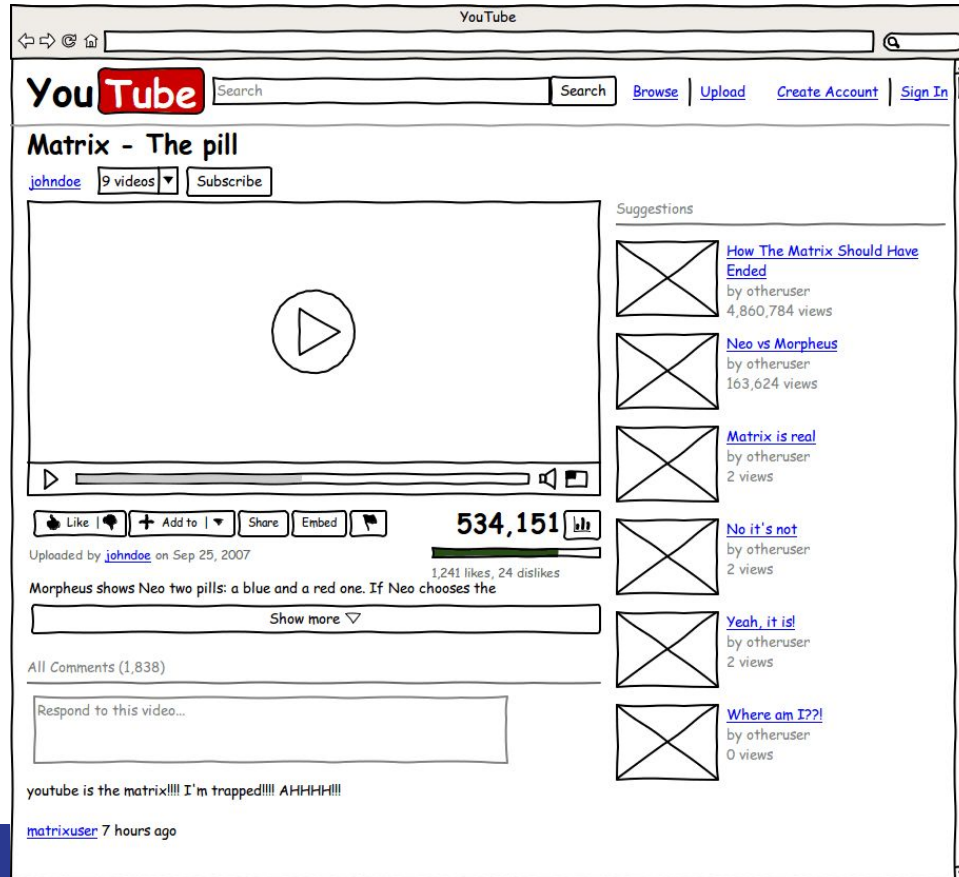 YouTube
YouTube
Search
Search
Browse
Upload
Create Account
Sign In
Matrix - The pill
johndoe
9 videos
Subscribe
Like
Add to
Share
Embed
534,151
Uploaded by johndoe on Sep 25, 2007
1,241 likes, 24 dislikes
Morpheus shows Neo two pills: a blue and a red one. If Neo chooses the
Show more
All Comments (1,838)
Respond to this video...
youtube is the matrix!!!! I'm trapped!!!! AHHHH!!!
matrixuser 7 hours ago
Suggestions
How The Matrix Should Have
Ended
by otheruser
4,860,784 views
Neo vs Morpheus
by otheruser
163,624 views
Matrix is real
by otheruser
2 views
No it's not
by otheruser
2 views
Yeah, it is!
by otheruser
2 views
Where am I??!
by otheruser
0 views